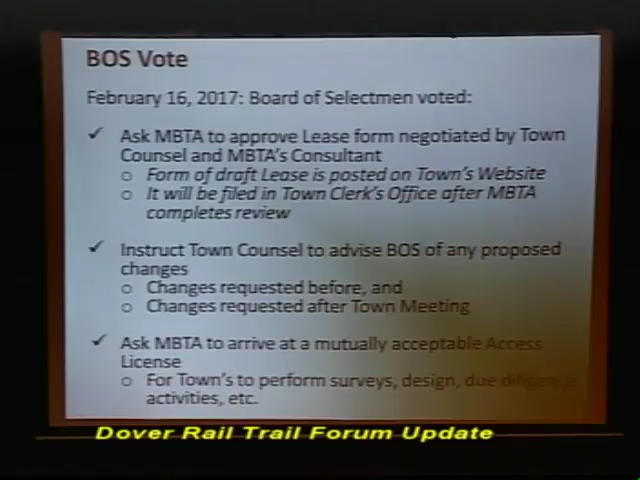 BOS Vote
February 16, 2017: Board of Selectmen voted:
✓ Ask MBTA to approve Lease form negotiated by Town
Counsel and MBTA's Consultant
o Form of draft Lease is posted on Town's Website
o It will be filed in Town Clerk's Office after MBTA
completes review
✓ Instruct Town Counsel to advise BOS of any proposed
changes
o Changes requested before, and
o Changes requested after Town Meeting
✓ Ask MBTA to arrive at a mutually acceptable Access
License
o For Town's to perform surveys, design, due diligence
activities, etc.
Dover Rail Trail Forum Update